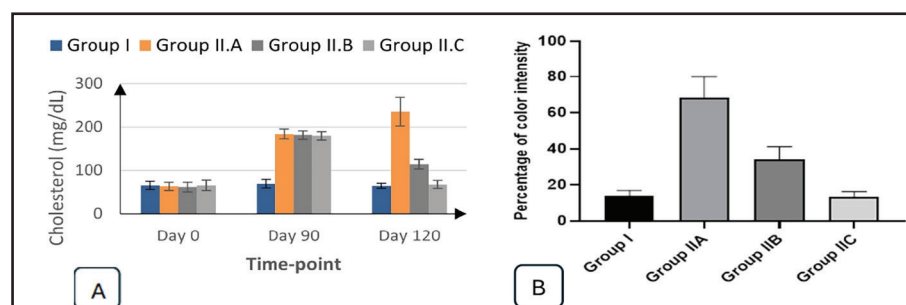 Group I Group II.A Group II.B Group II.C
Cholesterol (mg/dL)
300
200
100
0
Day 0 Day 90 Day 120
Time-point
A
Percentage of color intensity
100
80
60
40
20
0
Group I Group IIA Group IIB Group IIC
B